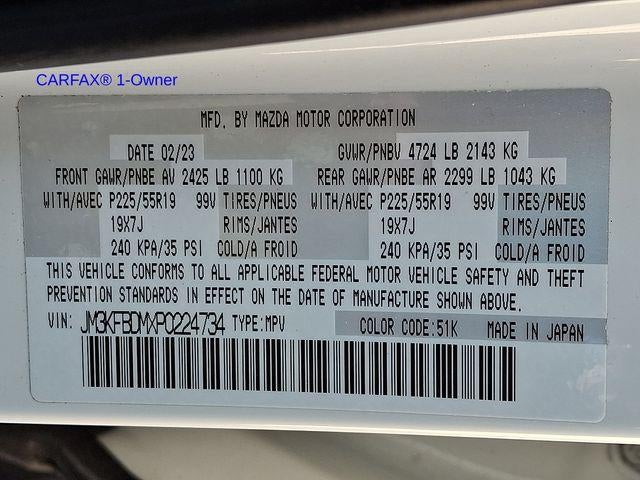 CARFAX® 1-Owner
MFD. BY MAZDA MOTOR CORPORATION
DATE 02/23 GVWR/PNBV 4724 LB 2143 KG
FRONT GAWR/PNBE AV 2425 LB 1100 KG REAR GAWR/PNBE AR 2299 LB 1043 KG
WITH/AVEC P225/55R19 99V TIRES/PNEUS WITH/AVEC P225/55R19 99V TIRES/PNEUS
19X7J RIMS/JANTES 19X7J RIMS/JANTES
240 KPA/35 PSI COLD/A FROID 240 KPA/35 PSI COLD/A FROID
THIS VEHICLE CONFORMS TO ALL APPLICABLE FEDERAL MOTOR VEHICLE SAFETY AND THEFT
PREVENTION STANDARDS IN EFFECT ON THE DATE OF MANUFACTURE SHOWN ABOVE.
VIN: JM3KFBDMXP0224734 TYPE:MPV COLOR CODE:51K MADE IN JAPAN